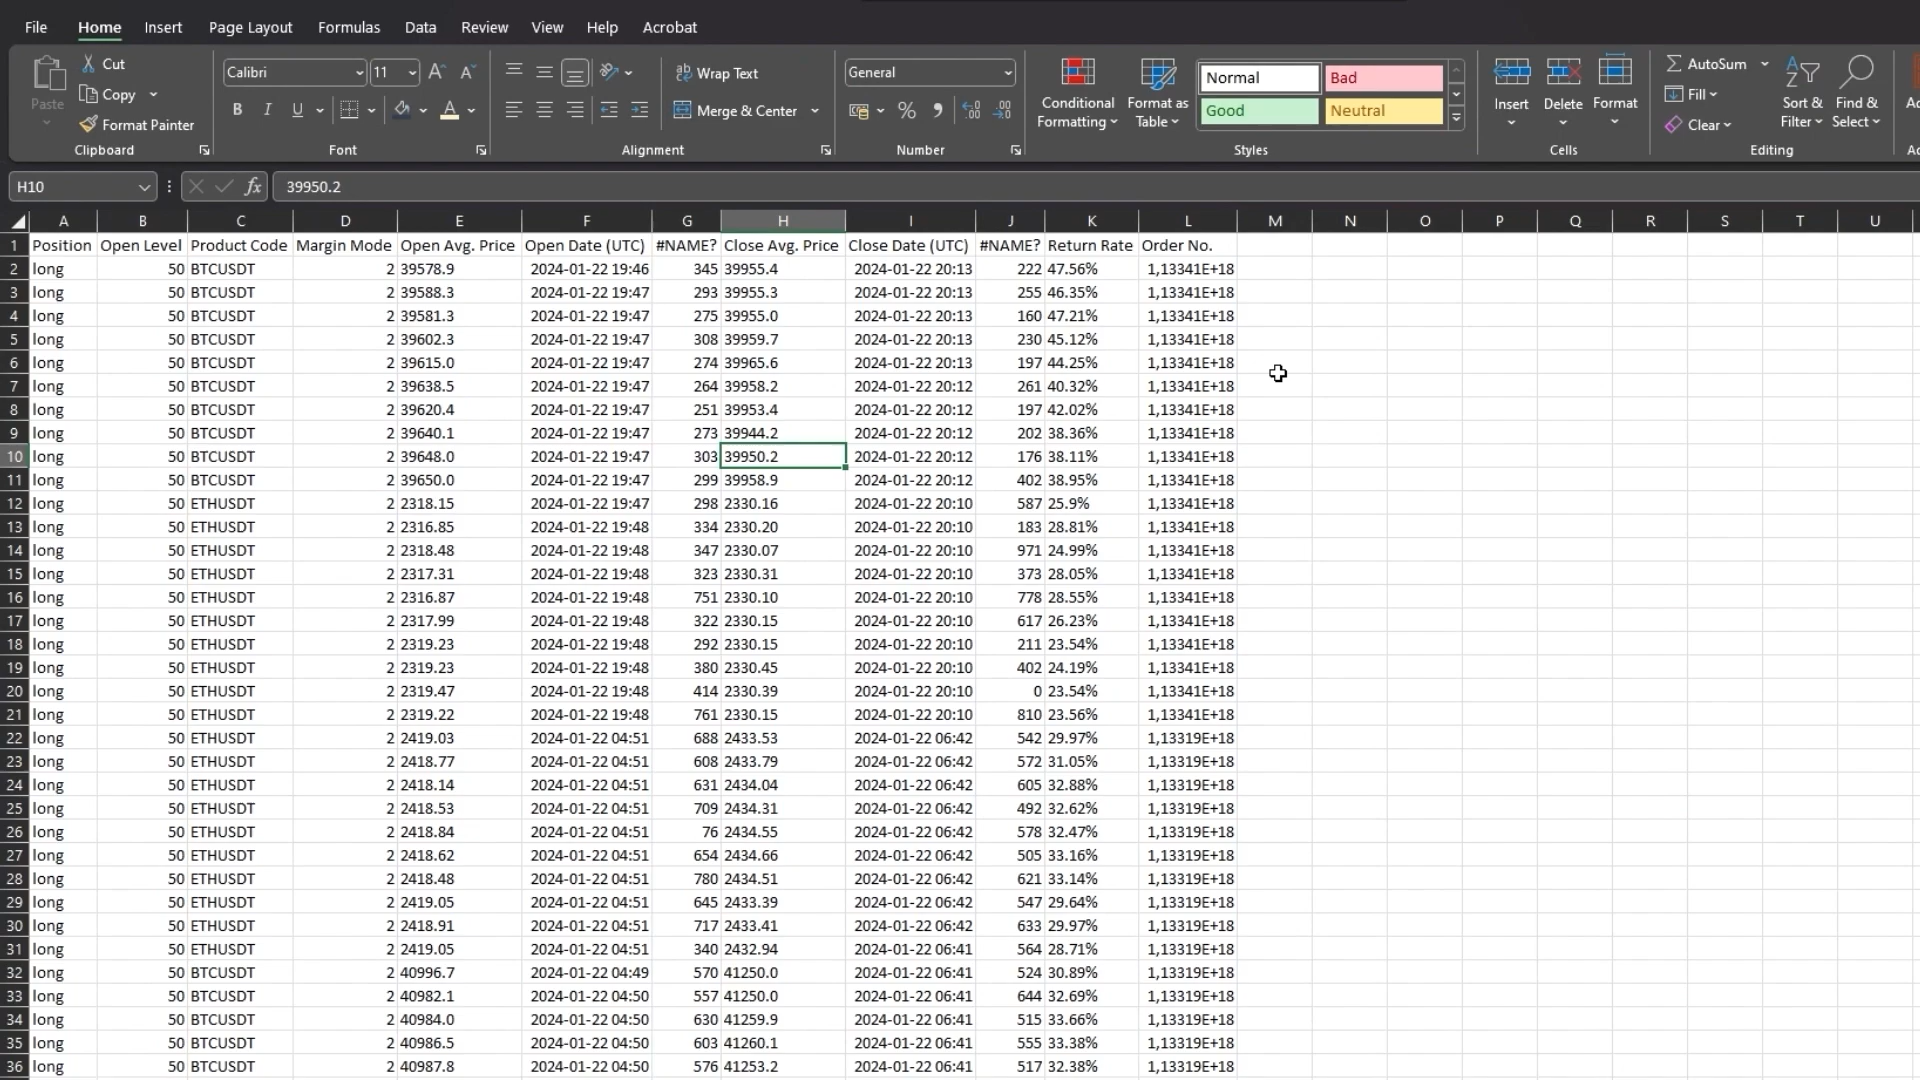 File Home Insert Page Layout Formulas Data Review View Help Acrobat
Paste Cut Copy Format Painter Clipboard
Calibri 11 A A B I U A Font
Wrap Text Merge & Center Alignment
General % Number
Conditional Formatting Format as Table Normal Bad Good Neutral Styles
Insert Delete Format Cells
AutoSum Fill Clear Sort & Filter Find & Select Editing
H10 fx 39950.2
A B C D E F G H I J K L M N O P Q R S T U
1 Position Open Level Product Code Margin Mode Open Avg. Price Open Date (UTC) #NAME? Close Avg. Price Close Date (UTC) #NAME? Return Rate Order No.
2 long 50 BTCUSDT 2 39578.9 2024-01-22 19:46 345 39955.4 2024-01-22 20:13 222 47.56% 1,13341E+18
3 long 50 BTCUSDT 2 39588.3 2024-01-22 19:47 293 39955.3 2024-01-22 20:13 255 46.35% 1,13341E+18
4 long 50 BTCUSDT 2 39581.3 2024-01-22 19:47 275 39955.0 2024-01-22 20:13 160 47.21% 1,13341E+18
5 long 50 BTCUSDT 2 39602.3 2024-01-22 19:47 308 39959.7 2024-01-22 20:13 230 45.12% 1,13341E+18
6 long 50 BTCUSDT 2 39615.0 2024-01-22 19:47 274 39965.6 2024-01-22 20:13 197 44.25% 1,13341E+18
7 long 50 BTCUSDT 2 39638.5 2024-01-22 19:47 264 39958.2 2024-01-22 20:12 261 40.32% 1,13341E+18
8 long 50 BTCUSDT 2 39620.4 2024-01-22 19:47 251 39953.4 2024-01-22 20:12 197 42.02% 1,13341E+18
9 long 50 BTCUSDT 2 39640.1 2024-01-22 19:47 273 39944.2 2024-01-22 20:12 202 38.36% 1,13341E+18
10 long 50 BTCUSDT 2 39648.0 2024-01-22 19:47 303 39950.2 2024-01-22 20:12 176 38.11% 1,13341E+18
11 long 50 BTCUSDT 2 39650.0 2024-01-22 19:47 299 39958.9 2024-01-22 20:12 402 38.95% 1,13341E+18
12 long 50 ETHUSDT 2 2318.15 2024-01-22 19:47 298 2330.16 2024-01-22 20:10 587 25.9% 1,13341E+18
13 long 50 ETHUSDT 2 2316.85 2024-01-22 19:48 334 2330.20 2024-01-22 20:10 183 28.81% 1,13341E+18
14 long 50 ETHUSDT 2 2318.48 2024-01-22 19:48 347 2330.07 2024-01-22 20:10 971 24.99% 1,13341E+18
15 long 50 ETHUSDT 2 2317.31 2024-01-22 19:48 323 2330.31 2024-01-22 20:10 373 28.05% 1,13341E+18
16 long 50 ETHUSDT 2 2316.87 2024-01-22 19:48 751 2330.10 2024-01-22 20:10 778 28.55% 1,13341E+18
17 long 50 ETHUSDT 2 2317.99 2024-01-22 19:48 322 2330.15 2024-01-22 20:10 617 26.23% 1,13341E+18
18 long 50 ETHUSDT 2 2319.23 2024-01-22 19:48 292 2330.15 2024-01-22 20:10 211 23.54% 1,13341E+18
19 long 50 ETHUSDT 2 2319.23 2024-01-22 19:48 380 2330.45 2024-01-22 20:10 402 24.19% 1,13341E+18
20 long 50 ETHUSDT 2 2319.47 2024-01-22 19:48 414 2330.39 2024-01-22 20:10 0 23.54% 1,13341E+18
21 long 50 ETHUSDT 2 2319.22 2024-01-22 19:48 761 2330.15 2024-01-22 20:10 810 23.56% 1,13341E+18
22 long 50 ETHUSDT 2 2419.03 2024-01-22 04:51 688 2433.53 2024-01-22 06:42 542 29.97% 1,13319E+18
23 long 50 ETHUSDT 2 2418.77 2024-01-22 04:51 608 2433.79 2024-01-22 06:42 572 31.05% 1,13319E+18
24 long 50 ETHUSDT 2 2418.14 2024-01-22 04:51 631 2434.04 2024-01-22 06:42 605 32.88% 1,13319E+18
25 long 50 ETHUSDT 2 2418.53 2024-01-22 04:51 709 2434.31 2024-01-22 06:42 492 32.62% 1,13319E+18
26 long 50 ETHUSDT 2 2418.84 2024-01-22 04:51 76 2434.55 2024-01-22 06:42 578 32.47% 1,13319E+18
27 long 50 ETHUSDT 2 2418.62 2024-01-22 04:51 654 2434.66 2024-01-22 06:42 505 33.16% 1,13319E+18
28 long 50 ETHUSDT 2 2418.48 2024-01-22 04:51 780 2434.51 2024-01-22 06:42 621 33.14% 1,13319E+18
29 long 50 ETHUSDT 2 2419.05 2024-01-22 04:51 645 2433.39 2024-01-22 06:42 547 29.64% 1,13319E+18
30 long 50 ETHUSDT 2 2418.91 2024-01-22 04:51 717 2433.41 2024-01-22 06:42 633 29.97% 1,13319E+18
31 long 50 ETHUSDT 2 2419.05 2024-01-22 04:51 340 2432.94 2024-01-22 06:41 564 28.71% 1,13319E+18
32 long 50 BTCUSDT 2 40996.7 2024-01-22 04:49 570 41250.0 2024-01-22 06:41 524 30.89% 1,13319E+18
33 long 50 BTCUSDT 2 40982.1 2024-01-22 04:50 557 41250.0 2024-01-22 06:41 644 32.69% 1,13319E+18
34 long 50 BTCUSDT 2 40984.0 2024-01-22 04:50 630 41259.9 2024-01-22 06:41 515 33.66% 1,13319E+18
35 long 50 BTCUSDT 2 40986.5 2024-01-22 04:50 603 41260.1 2024-01-22 06:41 555 33.38% 1,13319E+18
36 long 50 BTCUSDT 2 40987.8 2024-01-22 04:50 576 41253.2 2024-01-22 06:41 517 32.38% 1,13319E+18